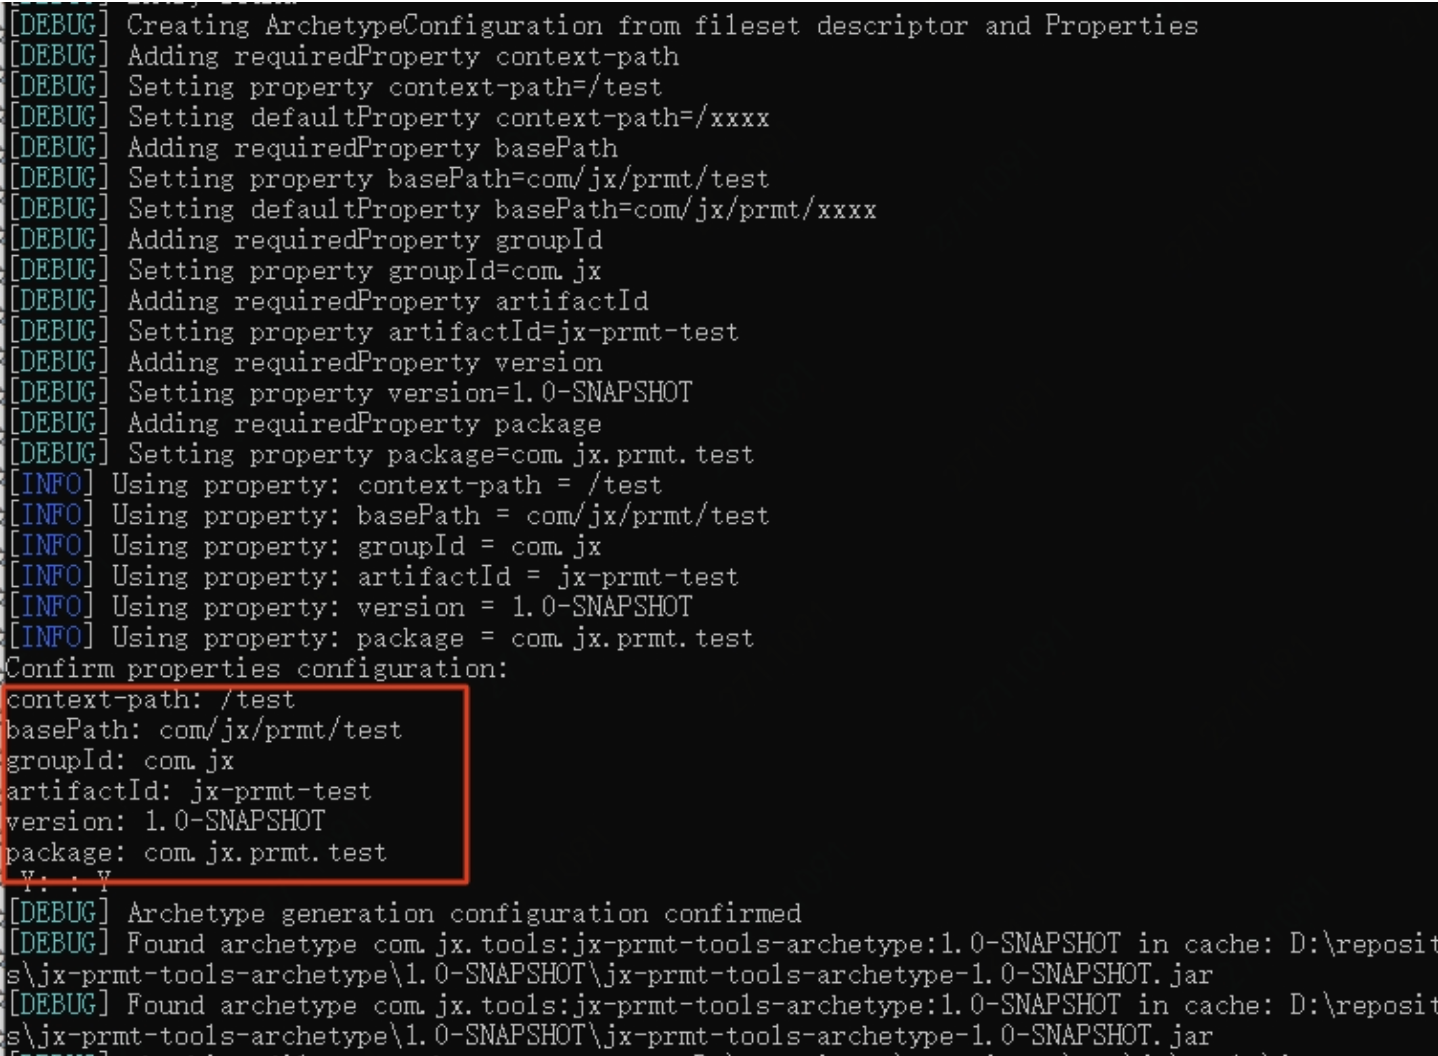 [DEBUG] Creating ArchetypeConfiguration from fileset descriptor and Properties
[DEBUG] Adding requiredProperty context-path
[DEBUG] Setting property context-path=/test
[DEBUG] Setting defaultProperty context-path=/xxxx
[DEBUG] Adding requiredProperty basePath
[DEBUG] Setting property basePath=com/jx/prmt/test
[DEBUG] Setting defaultProperty basePath=com/jx/prmt/xxxx
[DEBUG] Adding requiredProperty groupId
[DEBUG] Setting property groupId=com.jx
[DEBUG] Adding requiredProperty artifactId
[DEBUG] Setting property artifactId=jx-prmt-test
[DEBUG] Adding requiredProperty version
[DEBUG] Setting property version=1.0-SNAPSHOT
[DEBUG] Adding requiredProperty package
[DEBUG] Setting property package=com.jx.prmt.test
[INFO] Using property: context-path = /test
[INFO] Using property: basePath = com/jx/prmt/test
[INFO] Using property: groupId = com.jx
[INFO] Using property: artifactId = jx-prmt-test
[INFO] Using property: version = 1.0-SNAPSHOT
[INFO] Using property: package = com.jx.prmt.test
Confirm properties configuration:
context-path: /test
basePath: com/jx/prmt/test
groupId: com.jx
artifactId: jx-prmt-test
version: 1.0-SNAPSHOT
package: com.jx.prmt.test
Y: : Y
[DEBUG] Archetype generation configuration confirmed
[DEBUG] Found archetype com.jx.tools:jx-prmt-tools-archetype:1.0-SNAPSHOT in cache: D:\reposit
s\jx-prmt-tools-archetype\1.0-SNAPSHOT\jx-prmt-tools-archetype-1.0-SNAPSHOT.jar
[DEBUG] Found archetype com.jx.tools:jx-prmt-tools-archetype:1.0-SNAPSHOT in cache: D:\reposit
s\jx-prmt-tools-archetype\1.0-SNAPSHOT\jx-prmt-tools-archetype-1.0-SNAPSHOT.jar